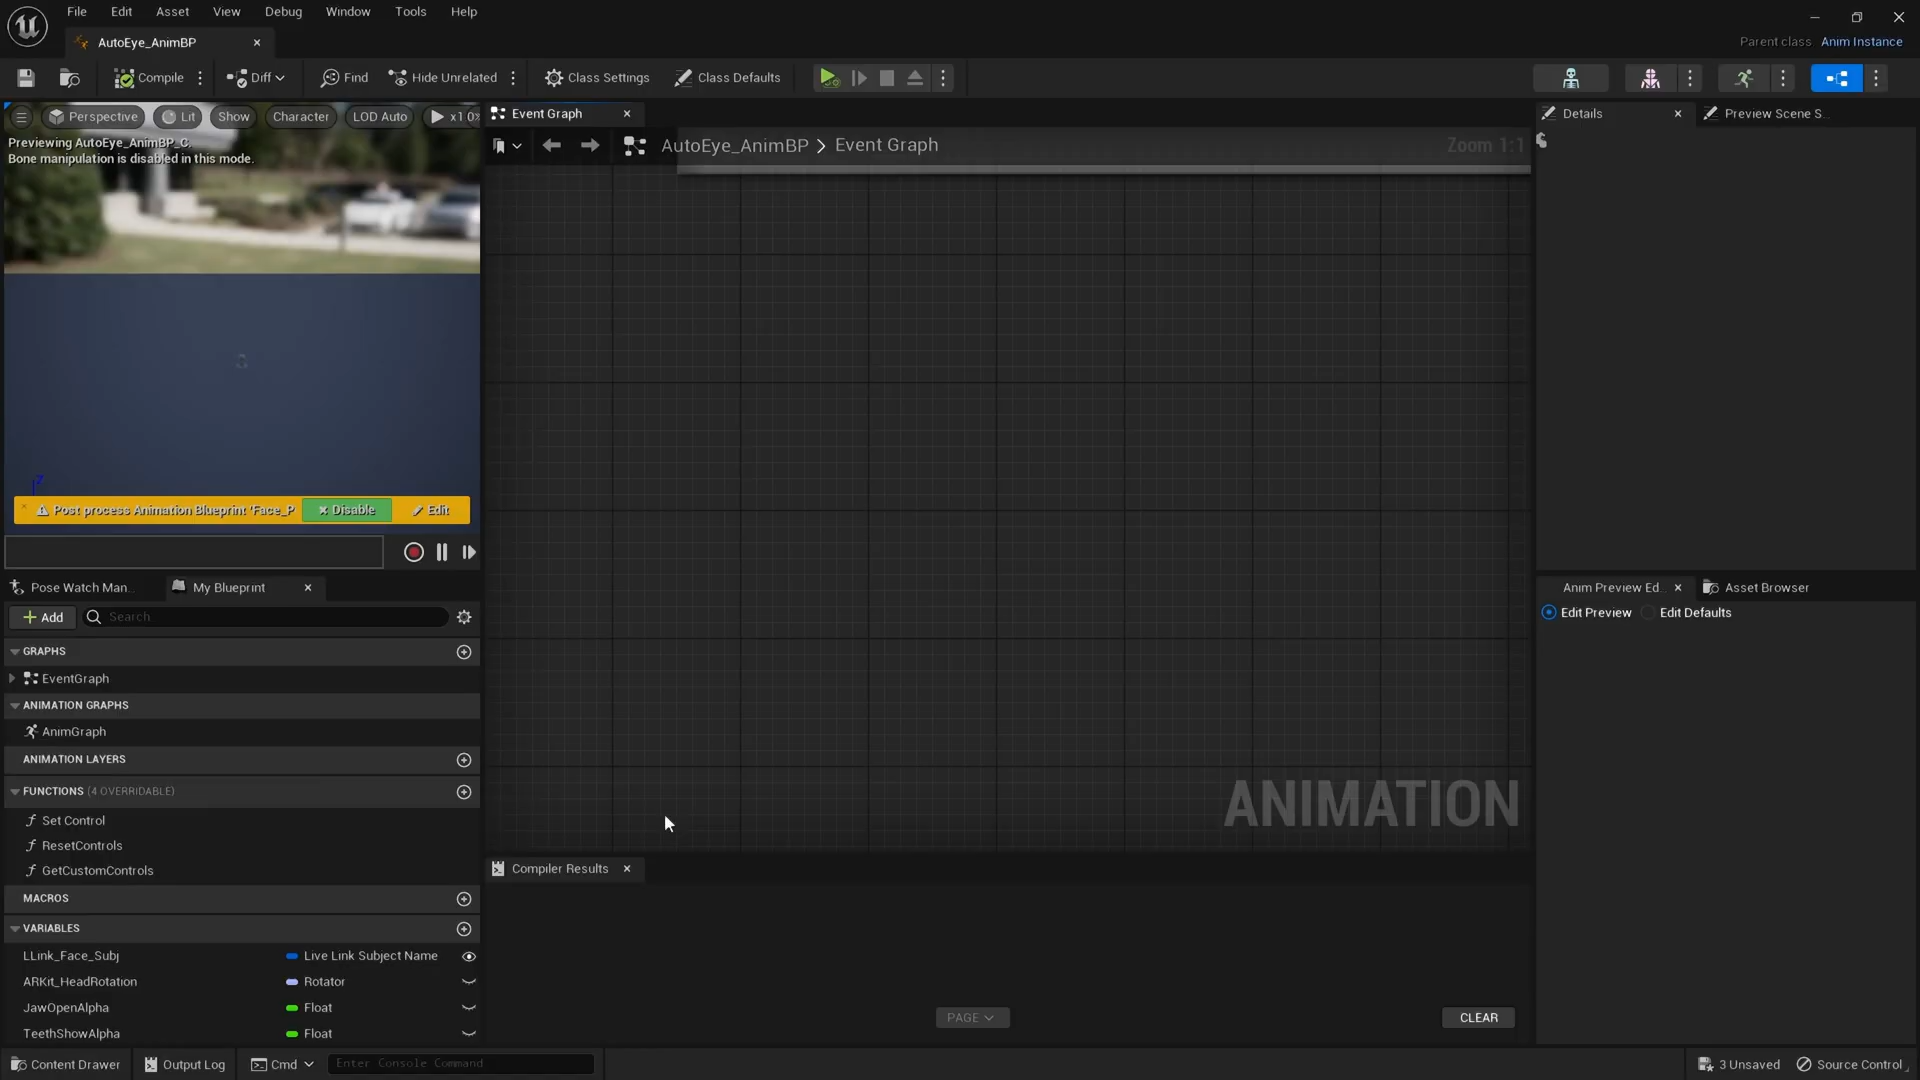 File Edit Asset View Debug Window Tools Help
AutoEye_AnimBP
Parent class Anim Instance
Compile Diff Find Hide Unrelated Class Settings Class Defaults
Perspective Lit Show Character LOD Auto x1.0
Previewing AutoEye_AnimBP_C.
Bone manipulation is disabled in this mode.
Z
Post process Animation Blueprint 'Face_P Disable Edit
Pose Watch Man.. My Blueprint
Add Search
GRAPHS
EventGraph
ANIMATION GRAPHS
AnimGraph
ANIMATION LAYERS
FUNCTIONS (4 OVERRIDABLE)
Set Control
ResetControls
GetCustomControls
MACROS
VARIABLES
LLink_Face_Subj Live Link Subject Name
ARKit_HeadRotation Rotator
JawOpenAlpha Float
TeethShowAlpha Float
Event Graph
AutoEye_AnimBP > Event Graph Zoom 1:1
ANIMATION
Compiler Results
PAGE CLEAR
Details Preview Scene S...
Anim Preview Ed.. Asset Browser
Edit Preview Edit Defaults
Content Drawer Output Log Cmd Enter Console Command 3 Unsaved Source Control